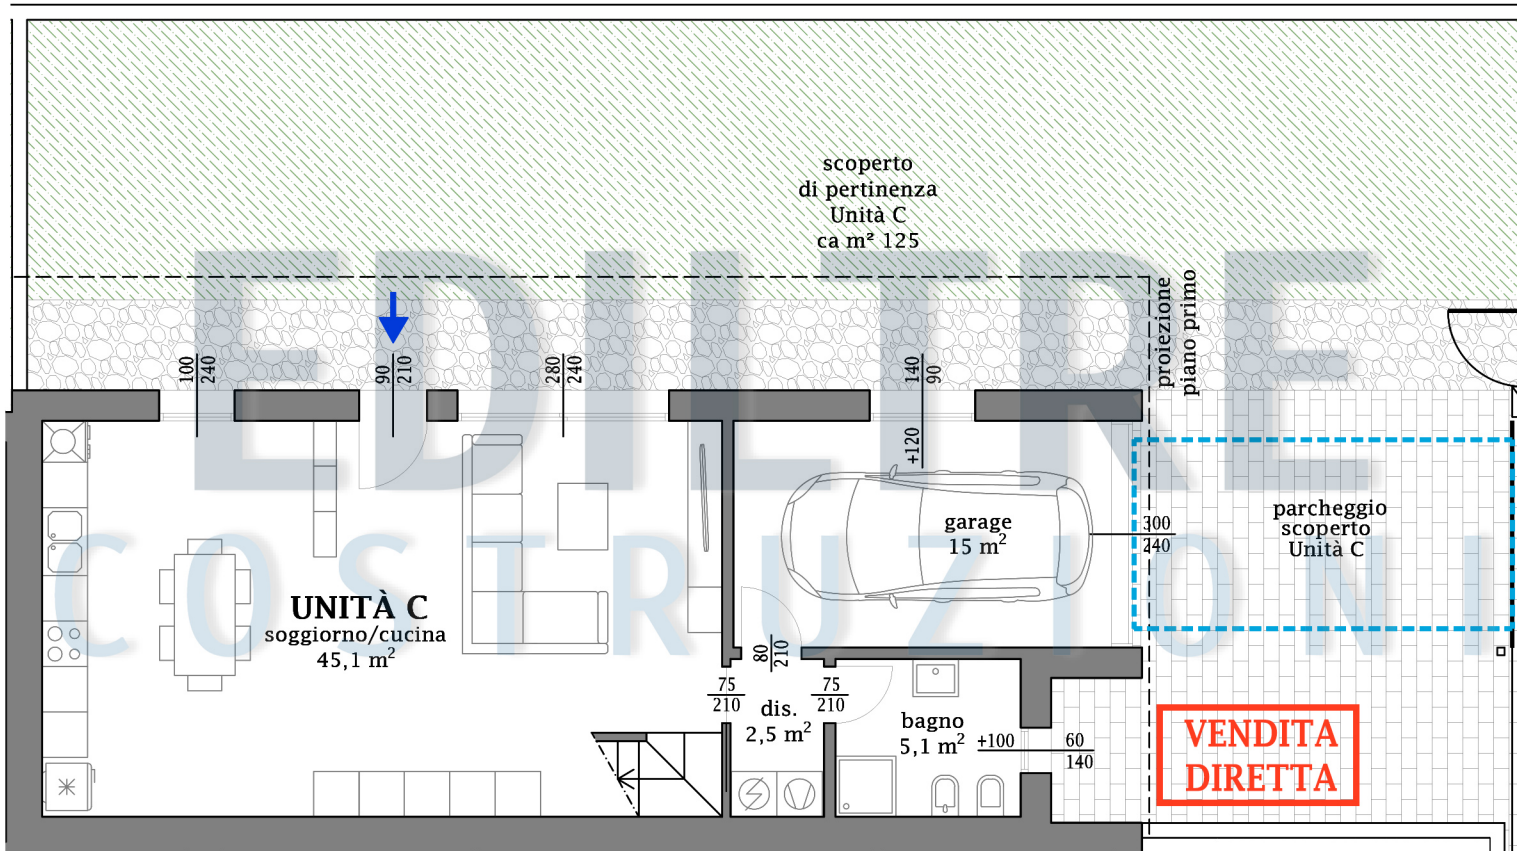 scoperto
di pertinenza
Unità C
ca m² 125
EDILTRE
COSTRUZIONI
proiezione
piano primo
100
240
90
210
280
240
140
90
+120
garage
15 m²
300
240
parcheggio
scoperto
Unità C
UNITÀ C
soggiorno/cucina
45,1 m²
80
210
75
210
dis.
2,5 m²
75
210
bagno
5,1 m²
+100
60
140
VENDITA
DIRETTA